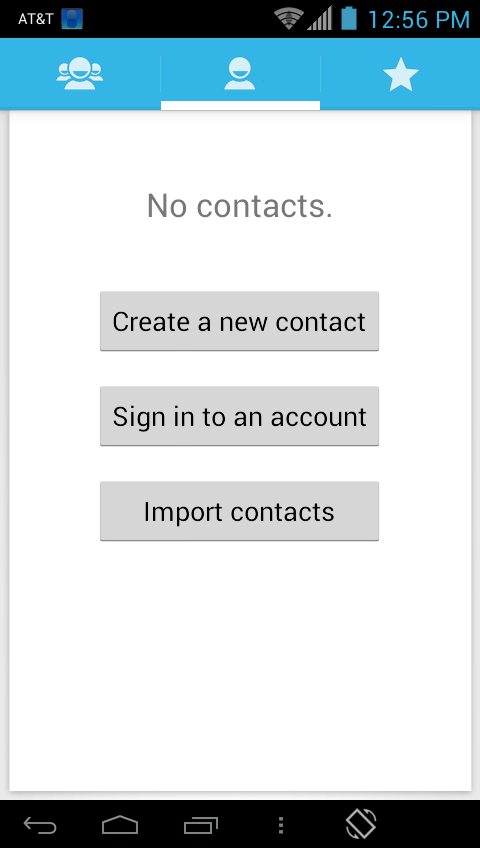 AT&T
12:56 PM
No contacts.
Create a new contact
Sign in to an account
Import contacts